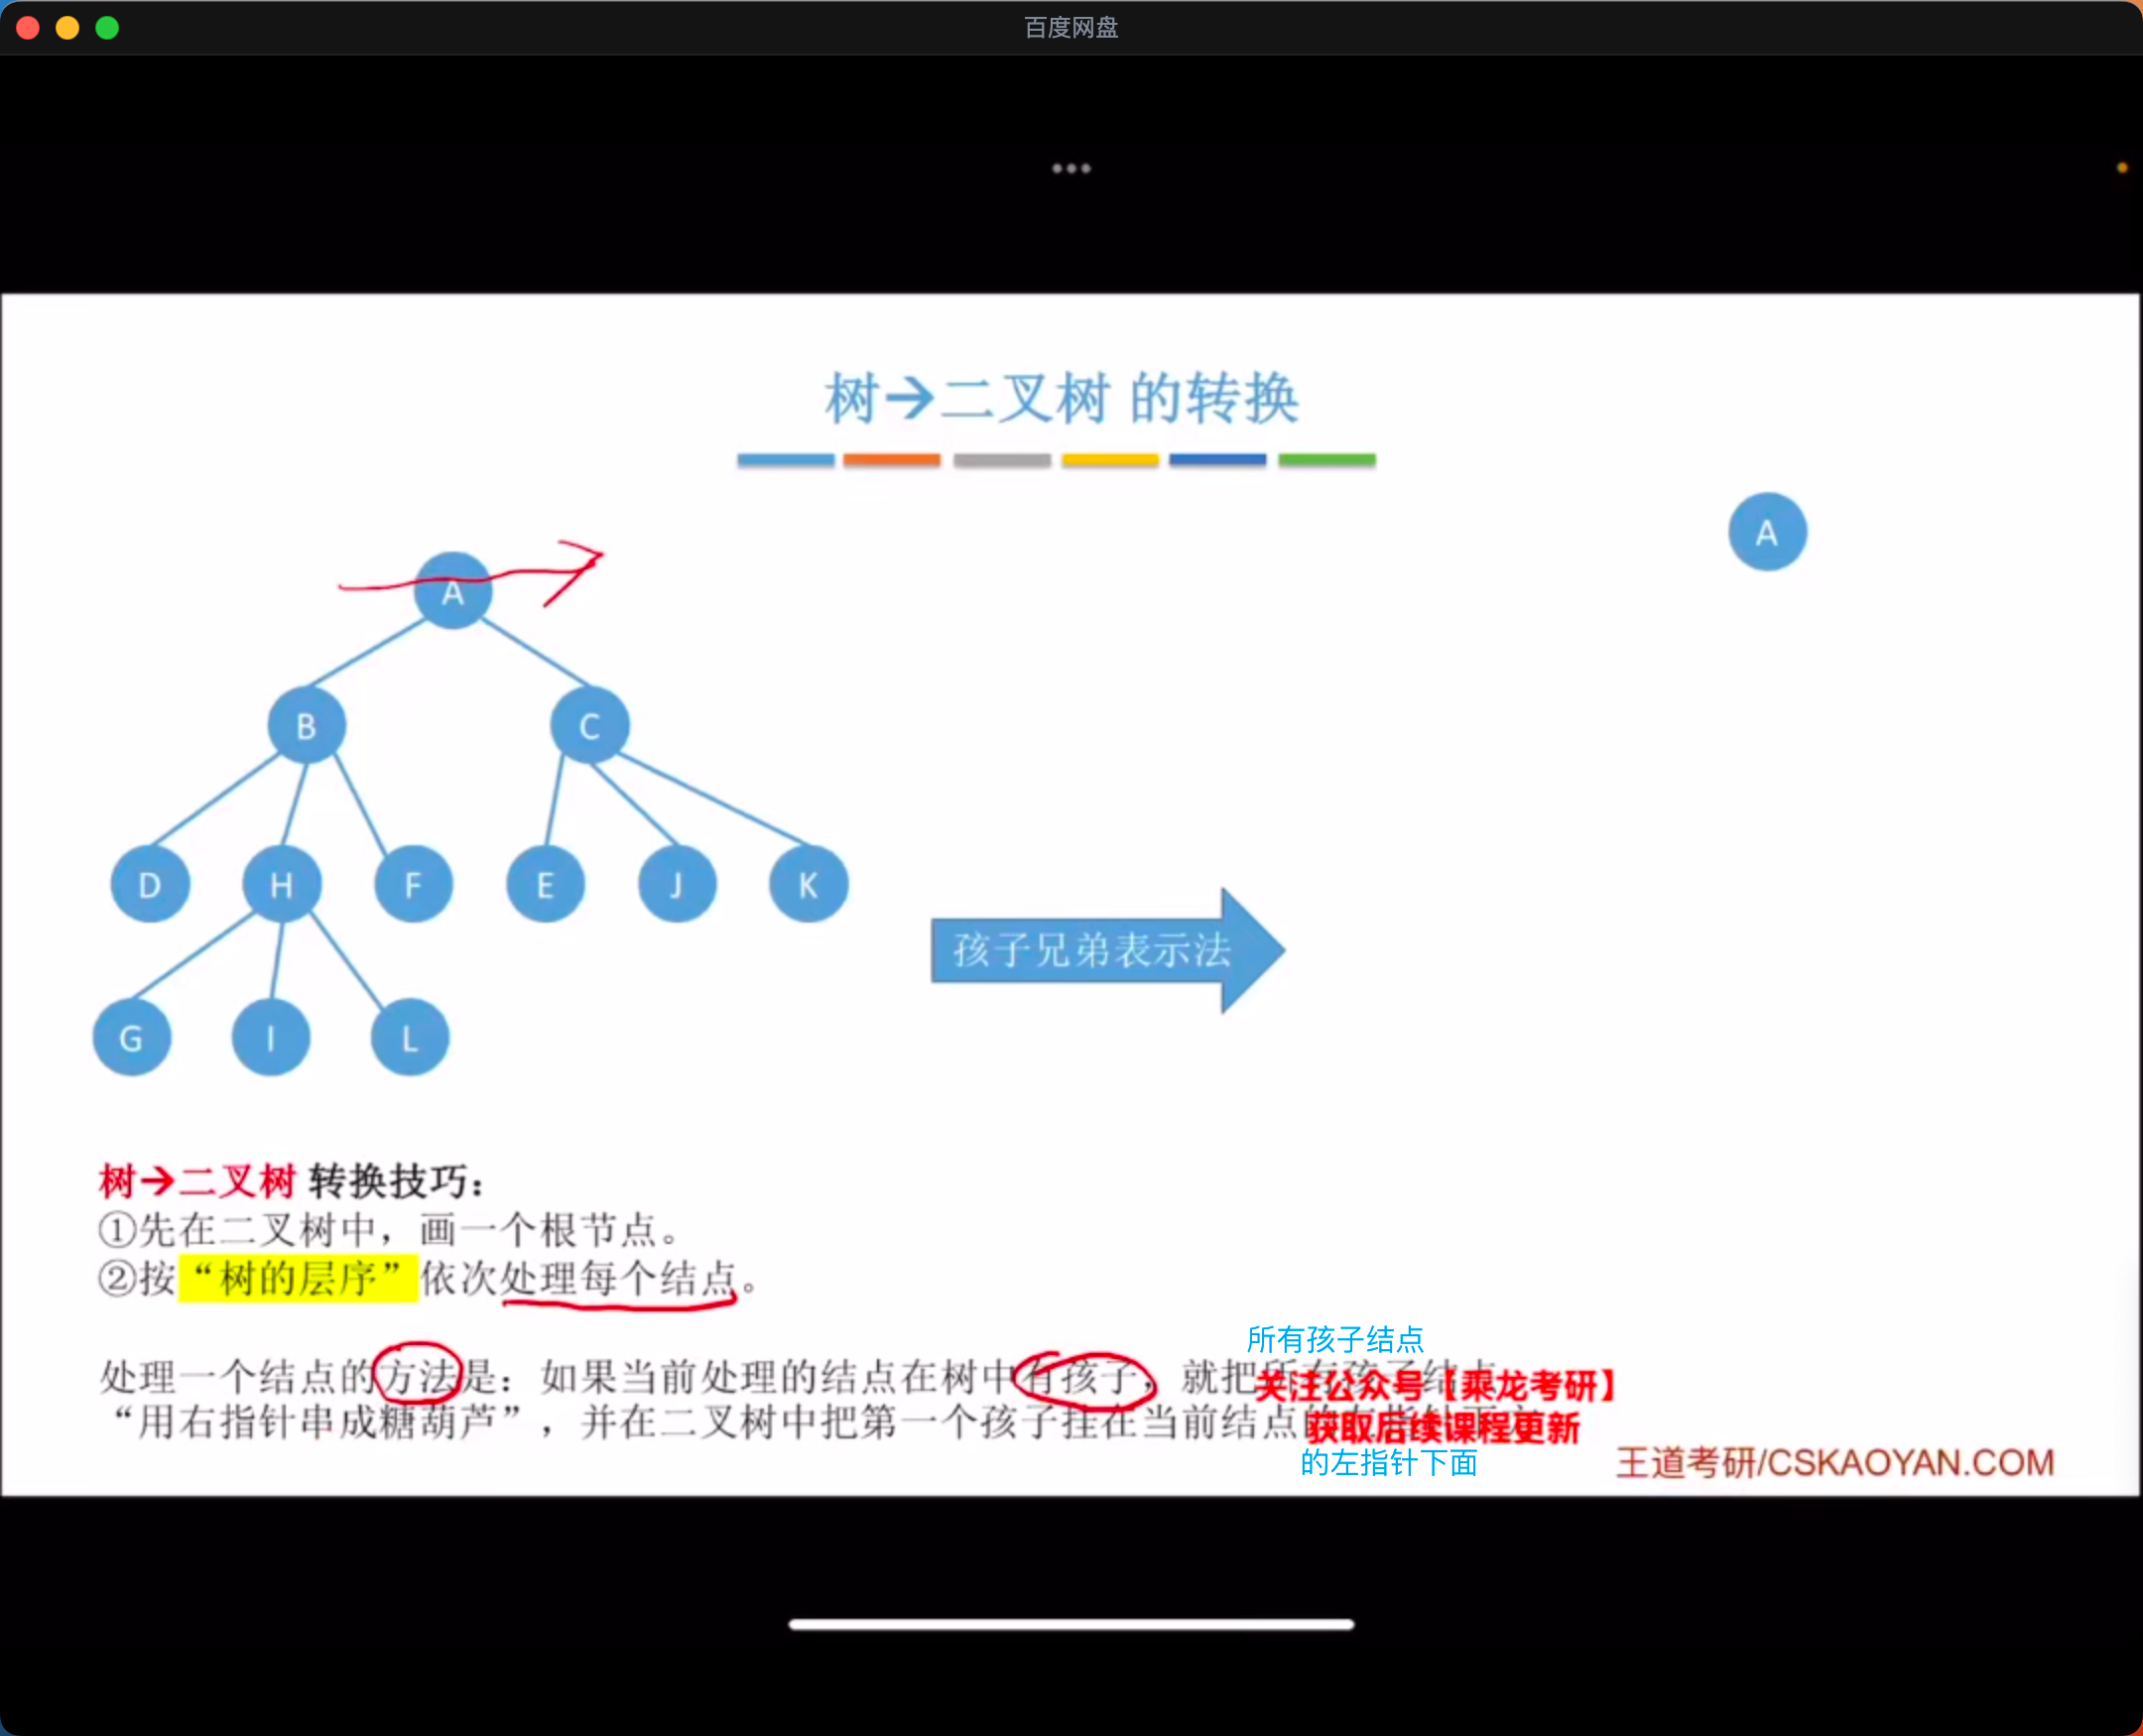 百度网盘
树→二叉树 的转换
A
A
B
C
D
H
F
E
J
K
孩子兄弟表示法
G
I
L
树→二叉树 转换技巧：
①先在二叉树中，画一个根节点。
②按“树的层序”依次处理每个结点。
所有孩子结点
处理一个结点的方法是：如果当前处理的结点在树中有孩子，就把所有孩子结点
关注公众号【乘龙考研】
“用右指针串成糖葫芦”，并在二叉树中把第一个孩子挂在当前结点
获取后续课程更新
的左指针下面
王道考研/CSKAOYAN.COM